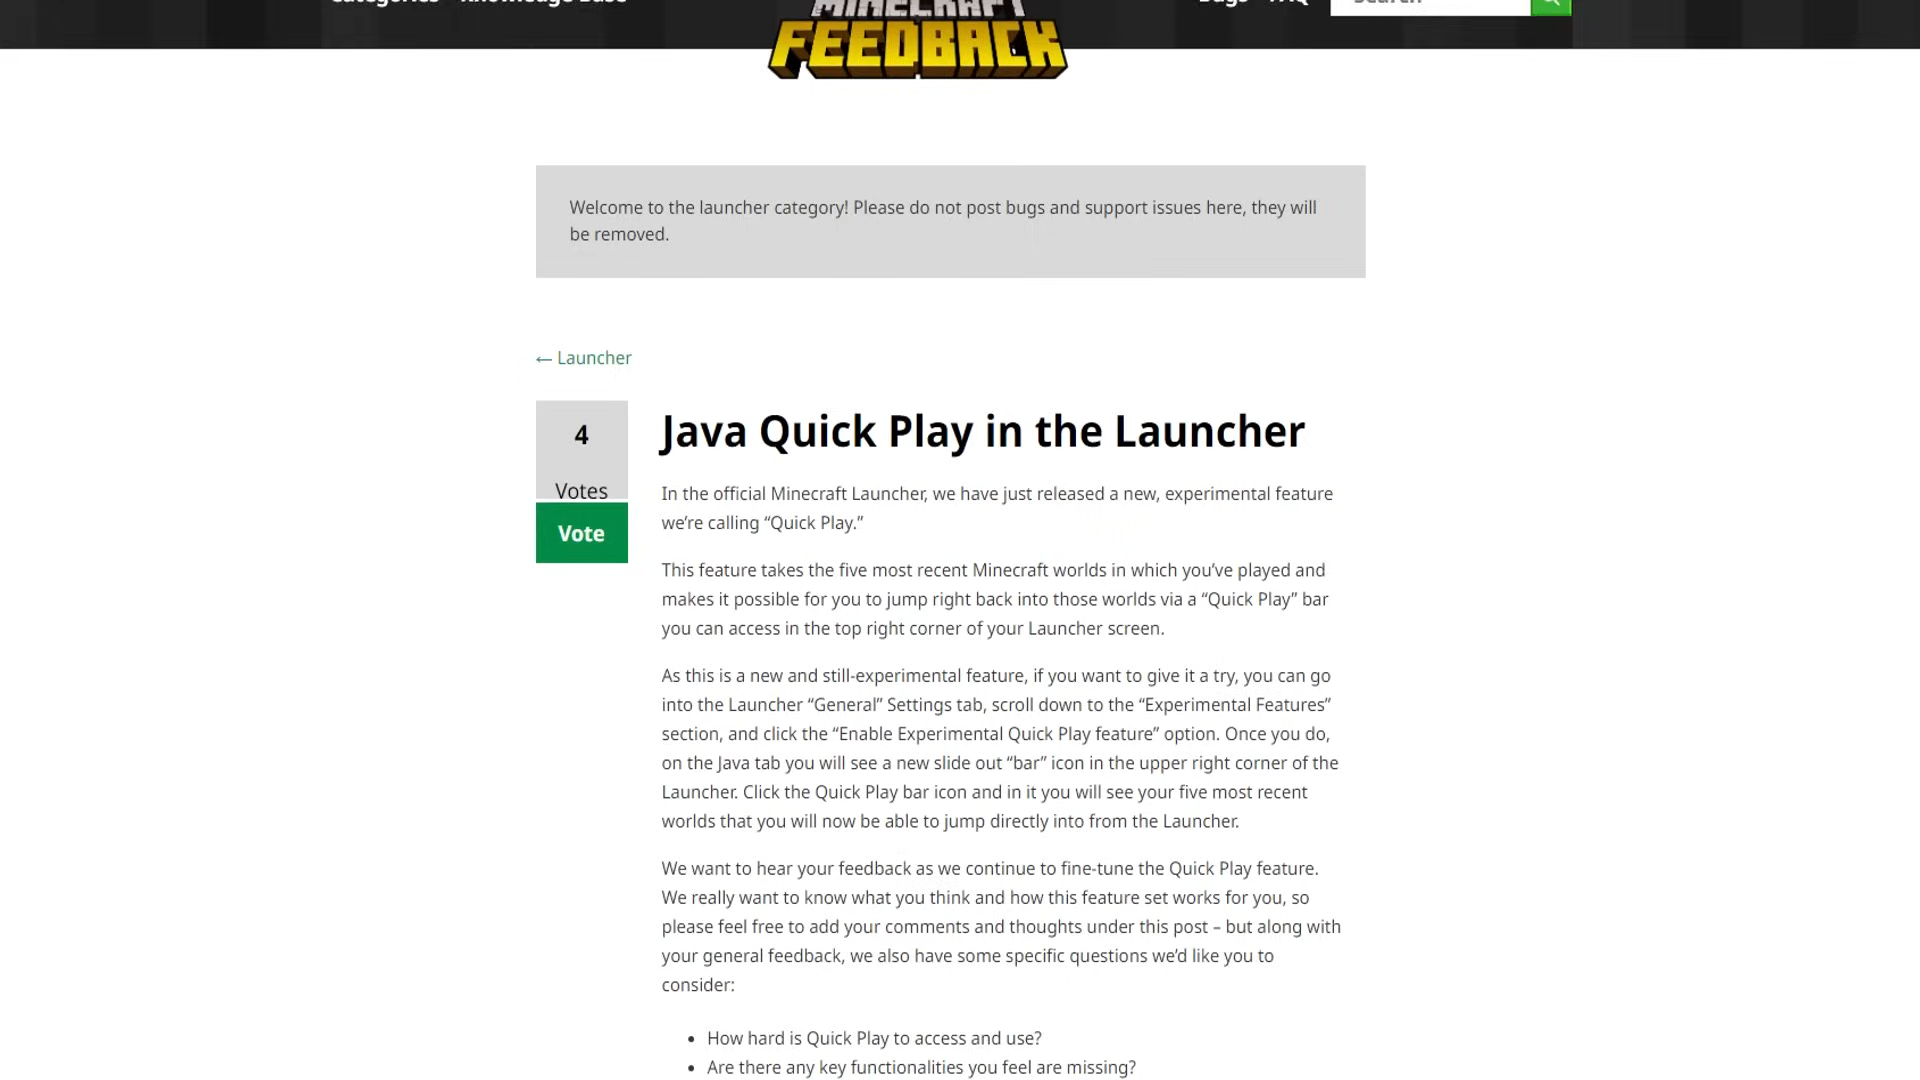 Categories Knowledge Base
MINECRAFT
FEEDBACK
Bugs FAQ
Search
Welcome to the launcher category! Please do not post bugs and support issues here, they will
be removed.
← Launcher
4
Votes
Vote
Java Quick Play in the Launcher
In the official Minecraft Launcher, we have just released a new, experimental feature
we’re calling “Quick Play.”
This feature takes the five most recent Minecraft worlds in which you’ve played and
makes it possible for you to jump right back into those worlds via a “Quick Play” bar
you can access in the top right corner of your Launcher screen.
As this is a new and still-experimental feature, if you want to give it a try, you can go
into the Launcher “General” Settings tab, scroll down to the “Experimental Features”
section, and click the “Enable Experimental Quick Play feature” option. Once you do,
on the Java tab you will see a new slide out “bar” icon in the upper right corner of the
Launcher. Click the Quick Play bar icon and in it you will see your five most recent
worlds that you will now be able to jump directly into from the Launcher.
We want to hear your feedback as we continue to fine-tune the Quick Play feature.
We really want to know what you think and how this feature set works for you, so
please feel free to add your comments and thoughts under this post – but along with
your general feedback, we also have some specific questions we’d like you to
consider:
• How hard is Quick Play to access and use?
• Are there any key functionalities you feel are missing?